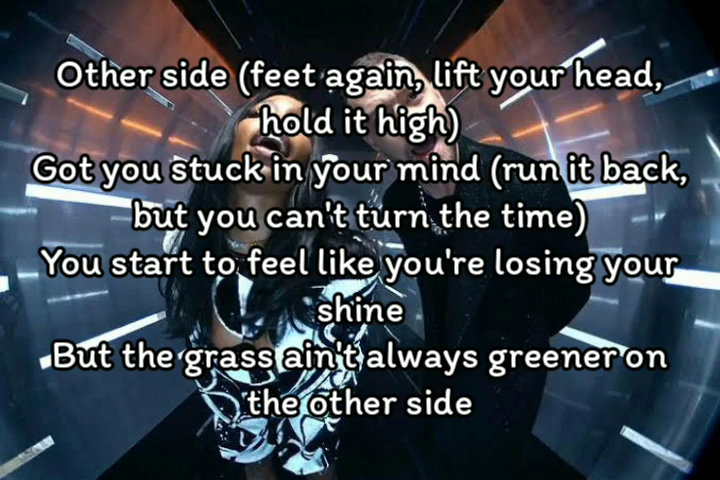 Other side (feet again, lift your head,
hold it high)
Got you stuck in your mind (run it back,
but you can't turn the time)
You start to feel like you're losing your
shine
But the grass ain't always greener on
the other side